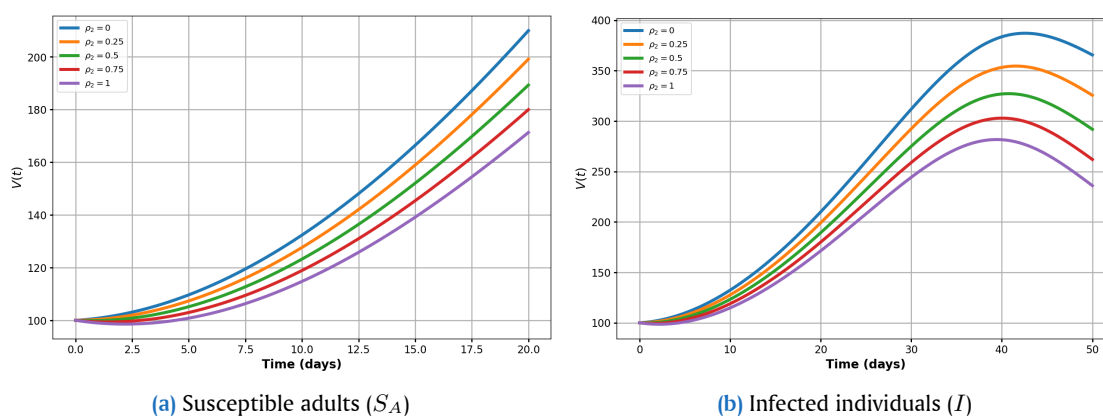 200
180
160
140
120
100
V(t)
ρ₂ = 0
ρ₂ = 0.25
ρ₂ = 0.5
ρ₂ = 0.75
ρ₂ = 1
0.0 2.5 5.0 7.5 10.0 12.5 15.0 17.5 20.0
Time (days)
(a) Susceptible adults (S_A)
400
350
300
250
200
150
100
V(t)
ρ₂ = 0
ρ₂ = 0.25
ρ₂ = 0.5
ρ₂ = 0.75
ρ₂ = 1
0 10 20 30 40 50
Time (days)
(b) Infected individuals (I)